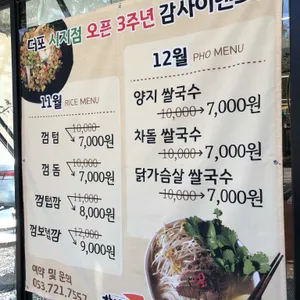 더포 시지점 오픈 3주년 감사이벤트
11월 RICE MENU
껌텀 10,000 → 7,000원
껌돔 10,000 → 7,000원
껌텁깜 11,000 → 8,000원
껌보텁깜 12,000 → 9,000원
예약 및 문의
053.721.7557
12월 PHO MENU
양지 쌀국수
10,000 → 7,000원
차돌 쌀국수
10,000 → 7,000원
닭가슴살 쌀국수
10,000 → 7,000원